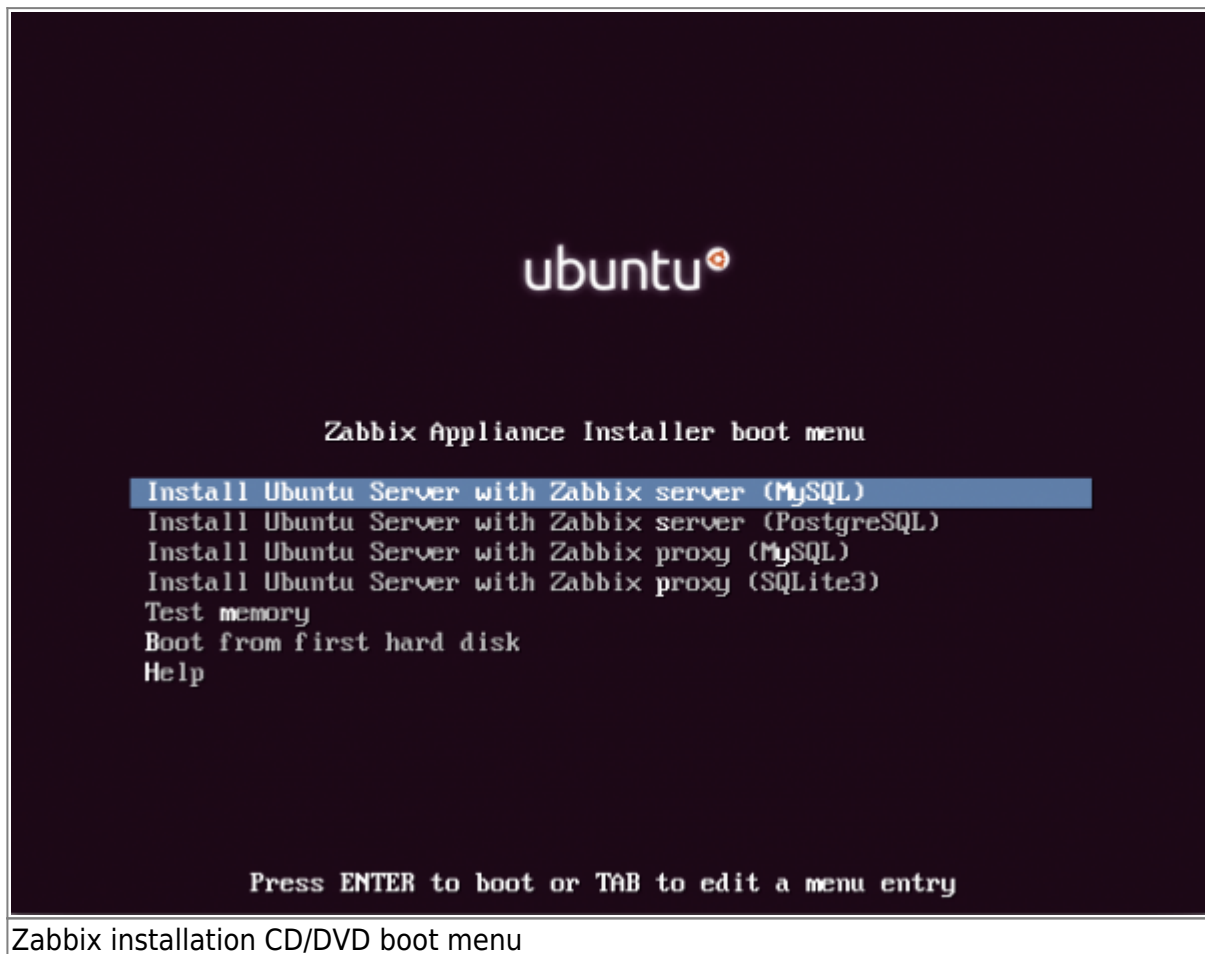 ubuntu
Zabbix Appliance Installer boot menu
Install Ubuntu Server with Zabbix server (MySQL)
Install Ubuntu Server with Zabbix server (PostgreSQL)
Install Ubuntu Server with Zabbix proxy (MySQL)
Install Ubuntu Server with Zabbix proxy (SQLite3)
Test memory
Boot from first hard disk
Help
Press ENTER to boot or TAB to edit a menu entry
Zabbix installation CD/DVD boot menu